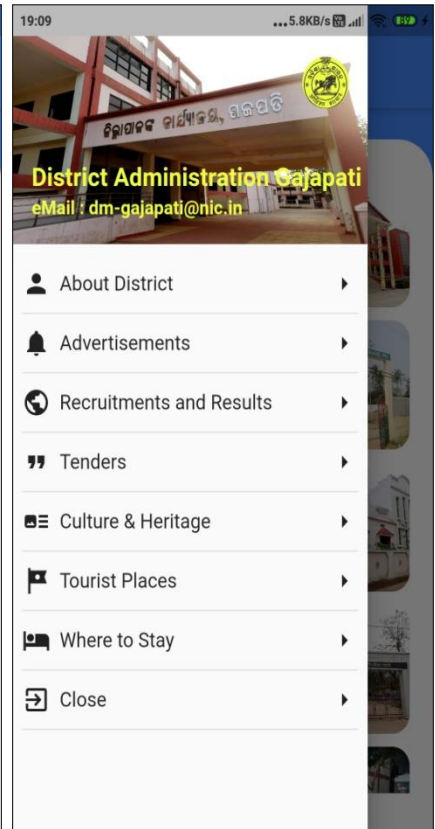 19:09
...5.8KB/s
89
ଜିଲ୍ଲାପାଳଙ୍କ କାର୍ଯ୍ୟାଳୟ, ଗଜପତି
District Administration Gajapati
eMail : dm-gajapati@nic.in
About District
Advertisements
Recruitments and Results
Tenders
Culture & Heritage
Tourist Places
Where to Stay
Close